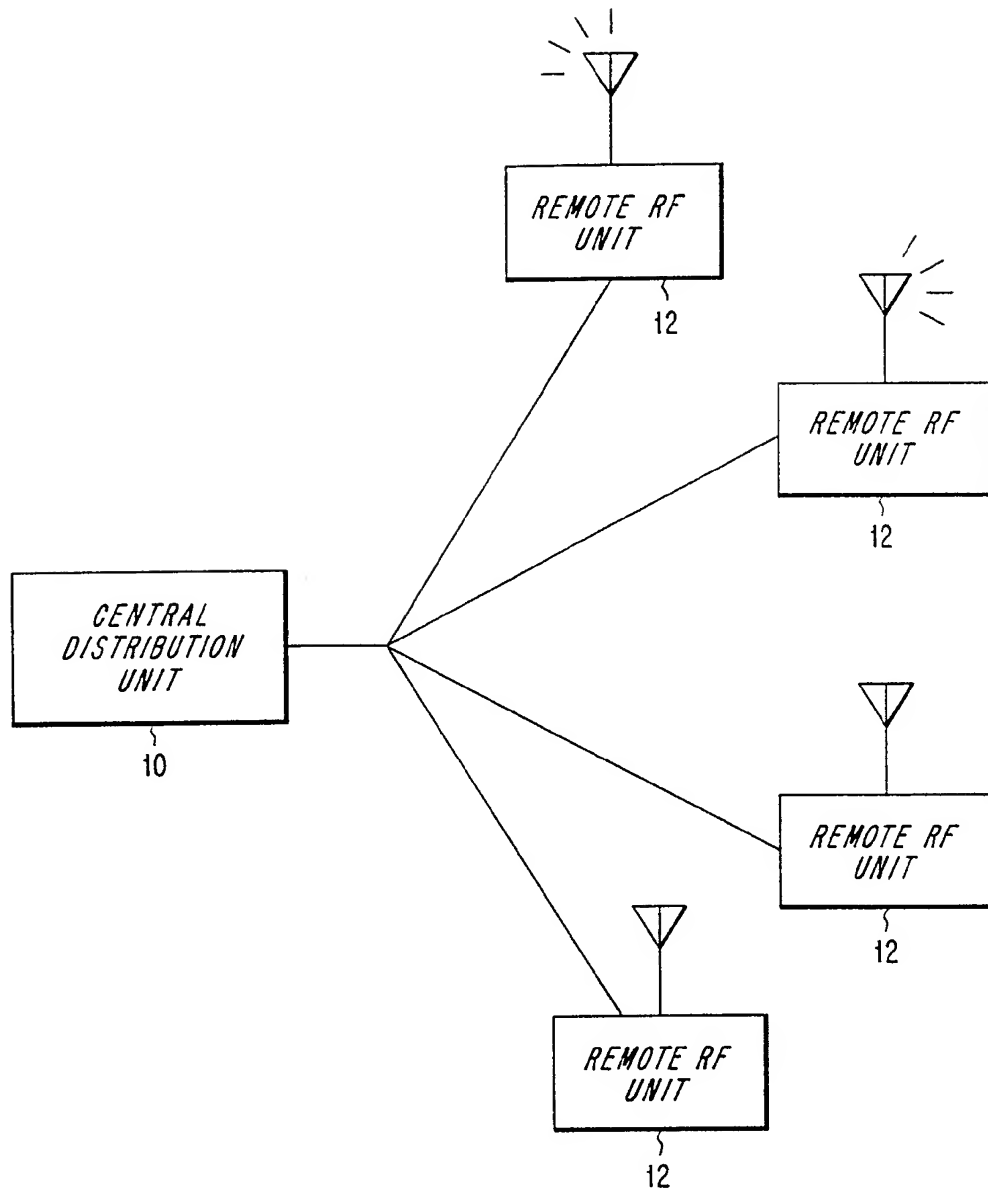 REMOTE RF
UNIT
12
REMOTE RF
UNIT
12
CENTRAL
DISTRIBUTION
UNIT
10
REMOTE RF
UNIT
12
REMOTE RF
UNIT
12